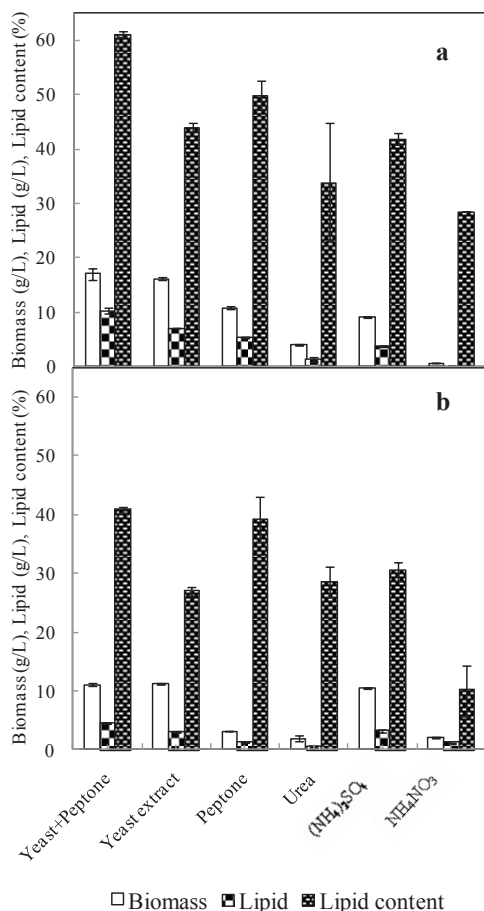 a
Biomass (g/L), Lipid (g/L), Lipid content (%)
60
50
40
30
20
10
0
b
Biomass (g/L), Lipid (g/L), Lipid content (%)
60
50
40
30
20
10
0
Yeast+Peptone
Yeast extract
Peptone
Urea
(NH₄)₂SO₄
NH₄NO₃
Biomass Lipid Lipid content